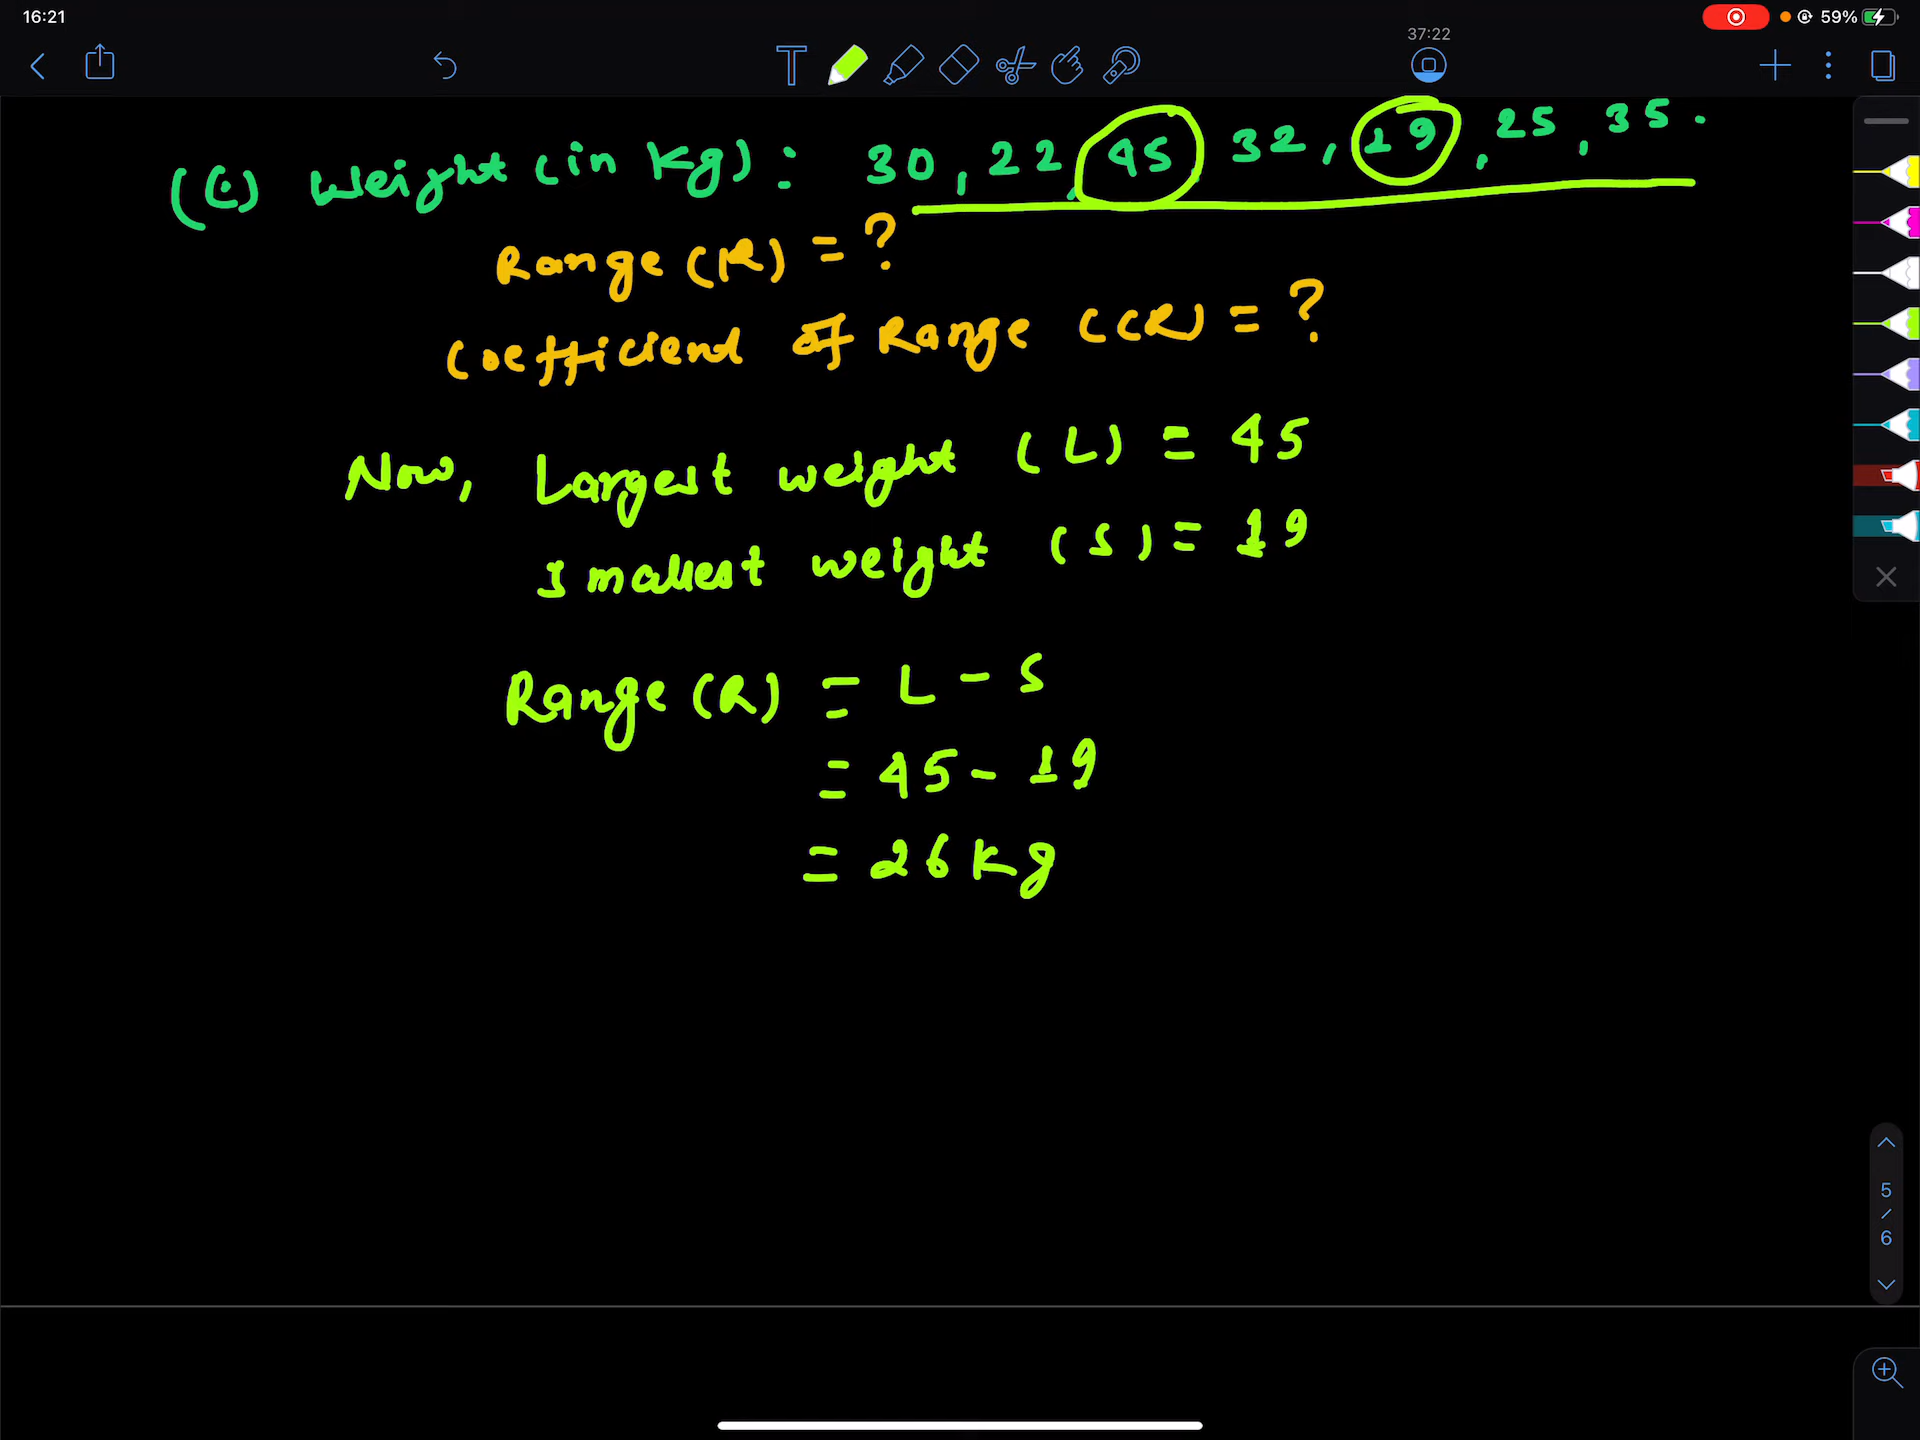 16:21
59%
37:22
(i) Weight (in Kg): 30, 22, 45, 32, 19, 25, 35.
Range (R) = ?
Coefficient of Range (CR) = ?
Now, Largest weight (L) = 45
Smallest weight (S) = 19
Range (R) = L - S
= 45 - 19
= 26 Kg
5
/
6